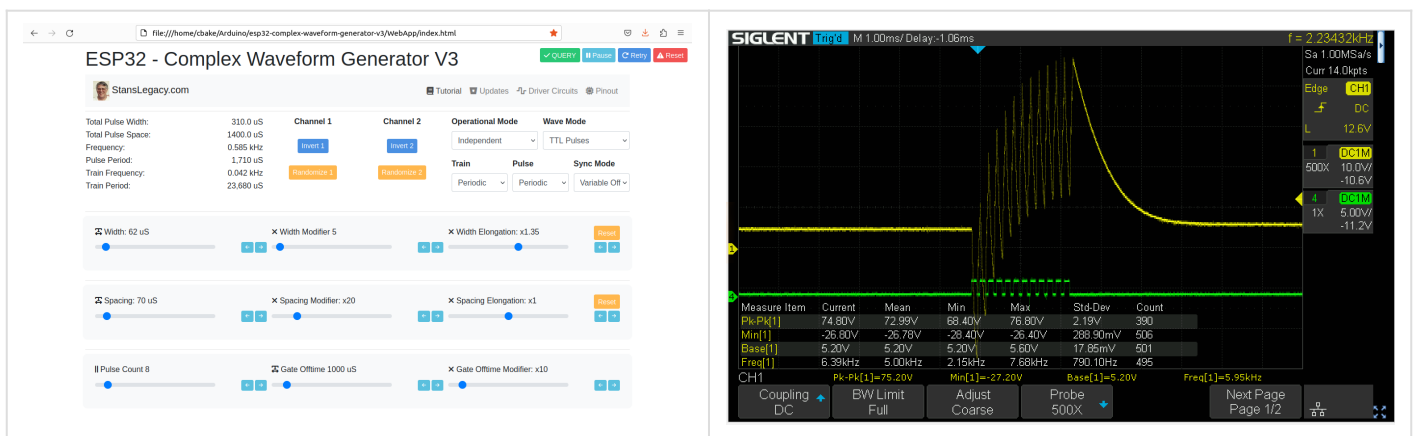 file:///home/cbake/Arduino/esp32-complex-waveform-generator-v3/WebApp/index.html
ESP32 - Complex Waveform Generator V3
QUERY Pause Retry Reset
StansLegacy.com Tutorial Updates Driver Circuits Pinout
Total Pulse Width: 310.0 uS Channel 1 Channel 2 Operational Mode Wave Mode
Total Pulse Space: 1400.0 uS
Independent TTL Pulses
Frequency: 0.585 kHz Invert 1 Invert 2
Pulse Period: 1,710 uS
Train Pulse Sync Mode
Train Frequency: 0.042 kHz Randomize 1 Randomize 2
Train Period: 23,680 uS Periodic Periodic Variable Off
Width: 62 uS × Width Modifier 5 × Width Elongation: x1.35 Reset
Spacing: 70 uS × Spacing Modifier: x20 × Spacing Elongation: x1 Reset
Pulse Count 8 Gate Offtime 1000 uS × Gate Offtime Modifier: x10
SIGLENT Trig'd M 1.00ms/ Delay:-1.06ms f = 2.23432kHz
Sa 1.00MSa/s
Curr 14.0kpts
Edge CH1
DC
L 12.6V
1 DC1M
500X 10.0V/
-10.6V
4 DC1M
1X 5.00V/
-11.2V
1
4
Measure Item Current Mean Min Max Std-Dev Count
Pk-Pk[1] 74.80V 72.99V 68.40V 76.80V 2.19V 390
Min[1] -26.80V -26.78V -28.40V -26.40V 288.90mV 506
Base[1] 5.20V 5.20V 5.20V 5.60V 17.85mV 501
Freq[1] 6.39kHz 5.00kHz 2.15kHz 7.68kHz 790.10Hz 495
CH1 Pk-Pk[1]=75.20V Min[1]=-27.20V Base[1]=5.20V Freq[1]=5.95kHz
Coupling BW Limit Adjust Probe Next Page
DC Full Coarse 500X Page 1/2